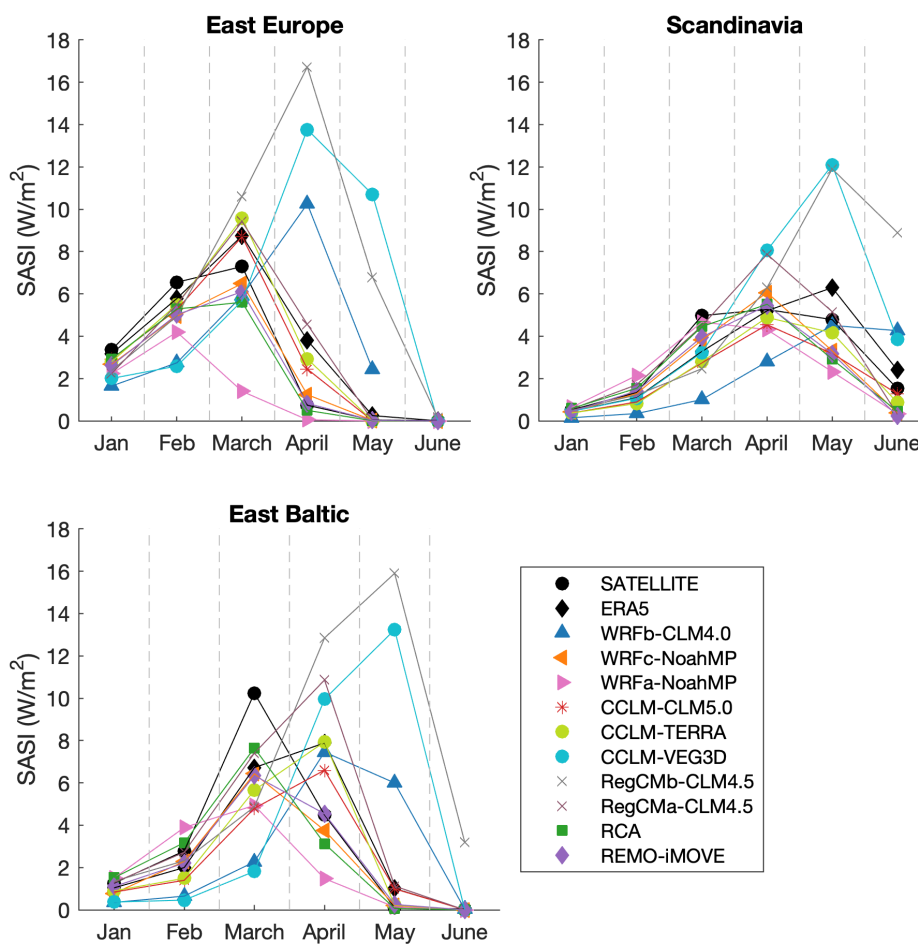 East Europe
SASI (W/m²)
18
16
14
12
10
8
6
4
2
0
Jan Feb March April May June
Scandinavia
SASI (W/m²)
18
16
14
12
10
8
6
4
2
0
Jan Feb March April May June
East Baltic
SASI (W/m²)
18
16
14
12
10
8
6
4
2
0
Jan Feb March April May June
SATELLITE
ERA5
WRFb-CLM4.0
WRFc-NoahMP
WRFa-NoahMP
CCLM-CLM5.0
CCLM-TERRA
CCLM-VEG3D
RegCMb-CLM4.5
RegCMa-CLM4.5
RCA
REMO-iMOVE